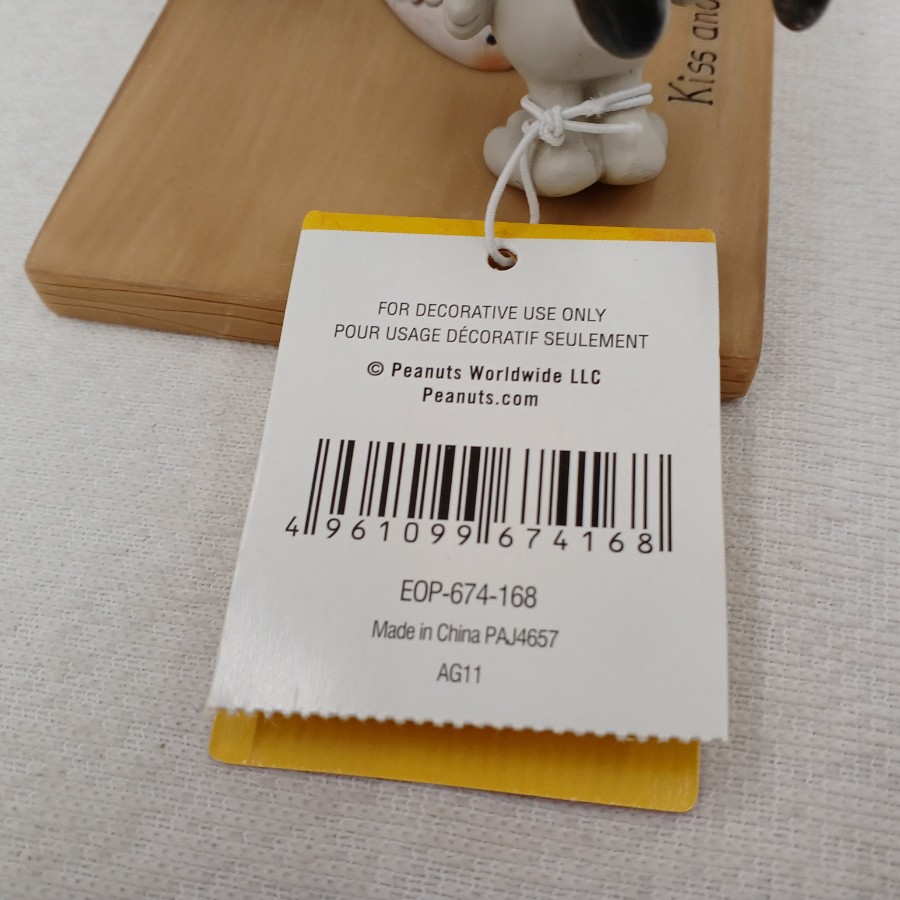 Kiss and
FOR DECORATIVE USE ONLY
POUR USAGE DÉCORATIF SEULEMENT
© Peanuts Worldwide LLC
Peanuts.com
4 961099 674168
EOP-674-168
Made in China PAJ4657
AG11